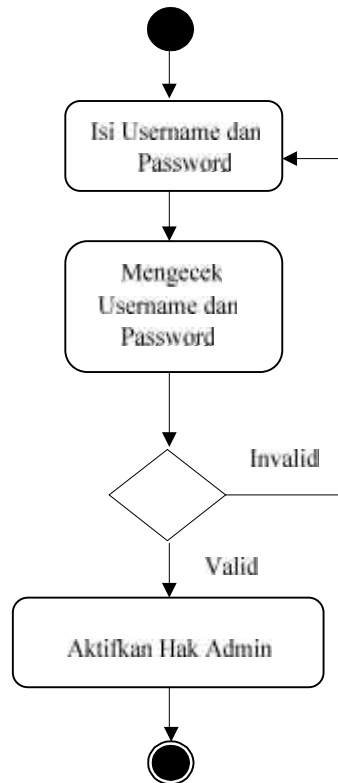 Isi Username dan
Password
Mengecek
Username dan
Password
Invalid
Valid
Aktifkan Hak Admin